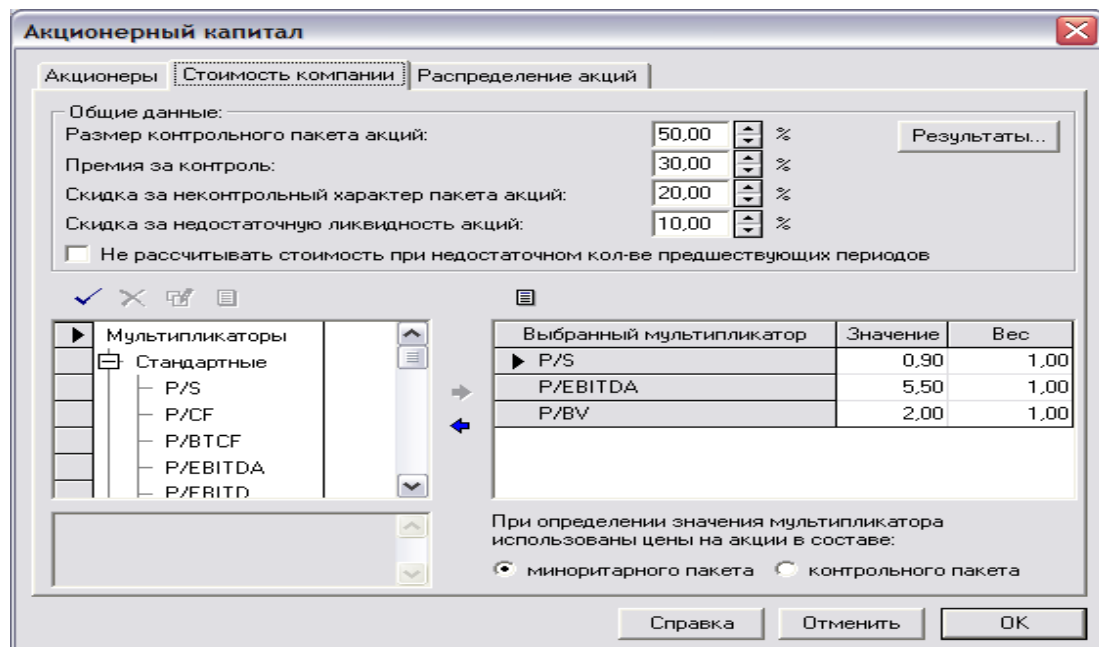 Акционерный капитал
Акционеры Стоимость компании Распределение акций
Общие данные:
Размер контрольного пакета акций: 50,00 % Результаты...
Премия за контроль: 30,00 %
Скидка за неконтрольный характер пакета акций: 20,00 %
Скидка за недостаточную ликвидность акций: 10,00 %
Не рассчитывать стоимость при недостаточном кол-ве предшествующих периодов
Мультипликаторы
Стандартные
P/S
P/CF
P/BTCF
P/EBITDA
P/EBITD
Выбранный мультипликатор Значение Вес
P/S 0,90 1,00
P/EBITDA 5,50 1,00
P/BV 2,00 1,00
При определении значения мультипликатора
использованы цены на акции в составе:
миноритарного пакета контрольного пакета
Справка Отменить OK